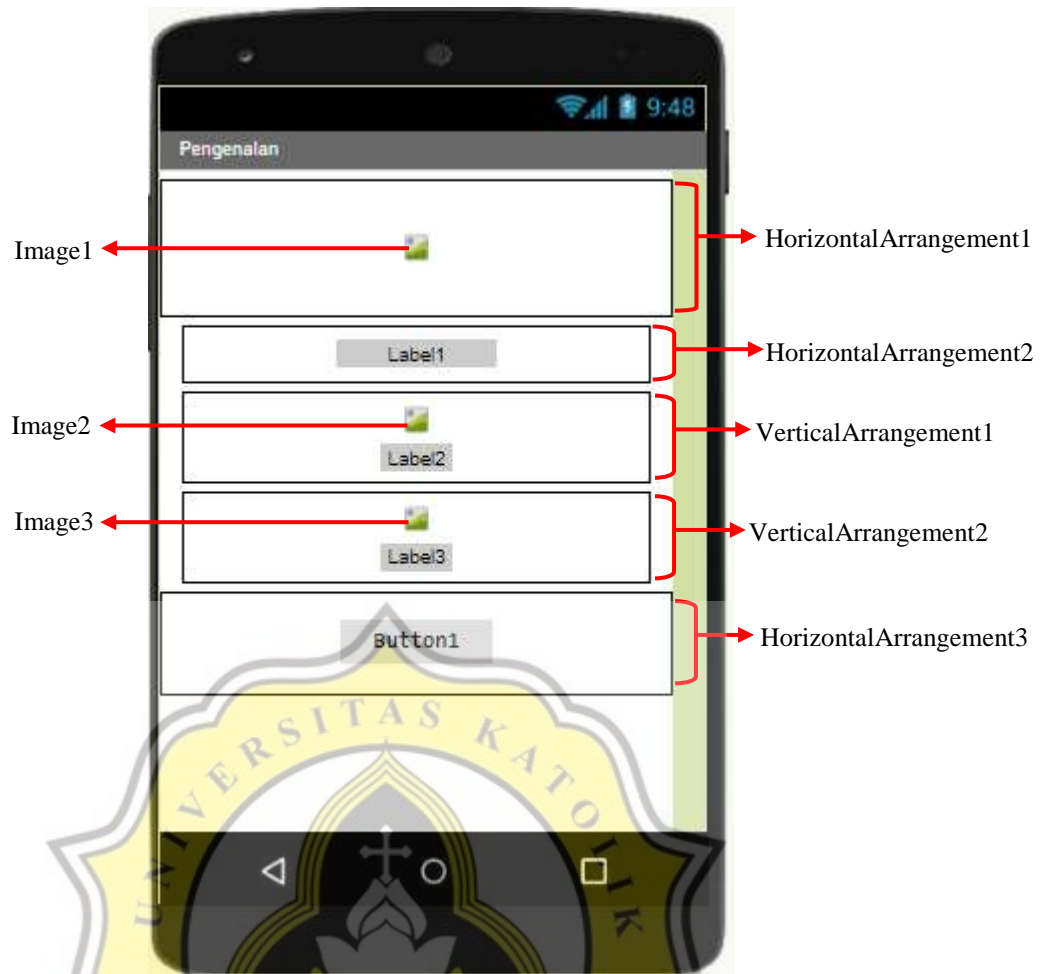 9:48
Pengenalan
Image1
HorizontalArrangement1
Label1
HorizontalArrangement2
Image2
VerticalArrangement1
Label2
Image3
VerticalArrangement2
Label3
Button1
HorizontalArrangement3
UNIVERSITAS KATOLIK